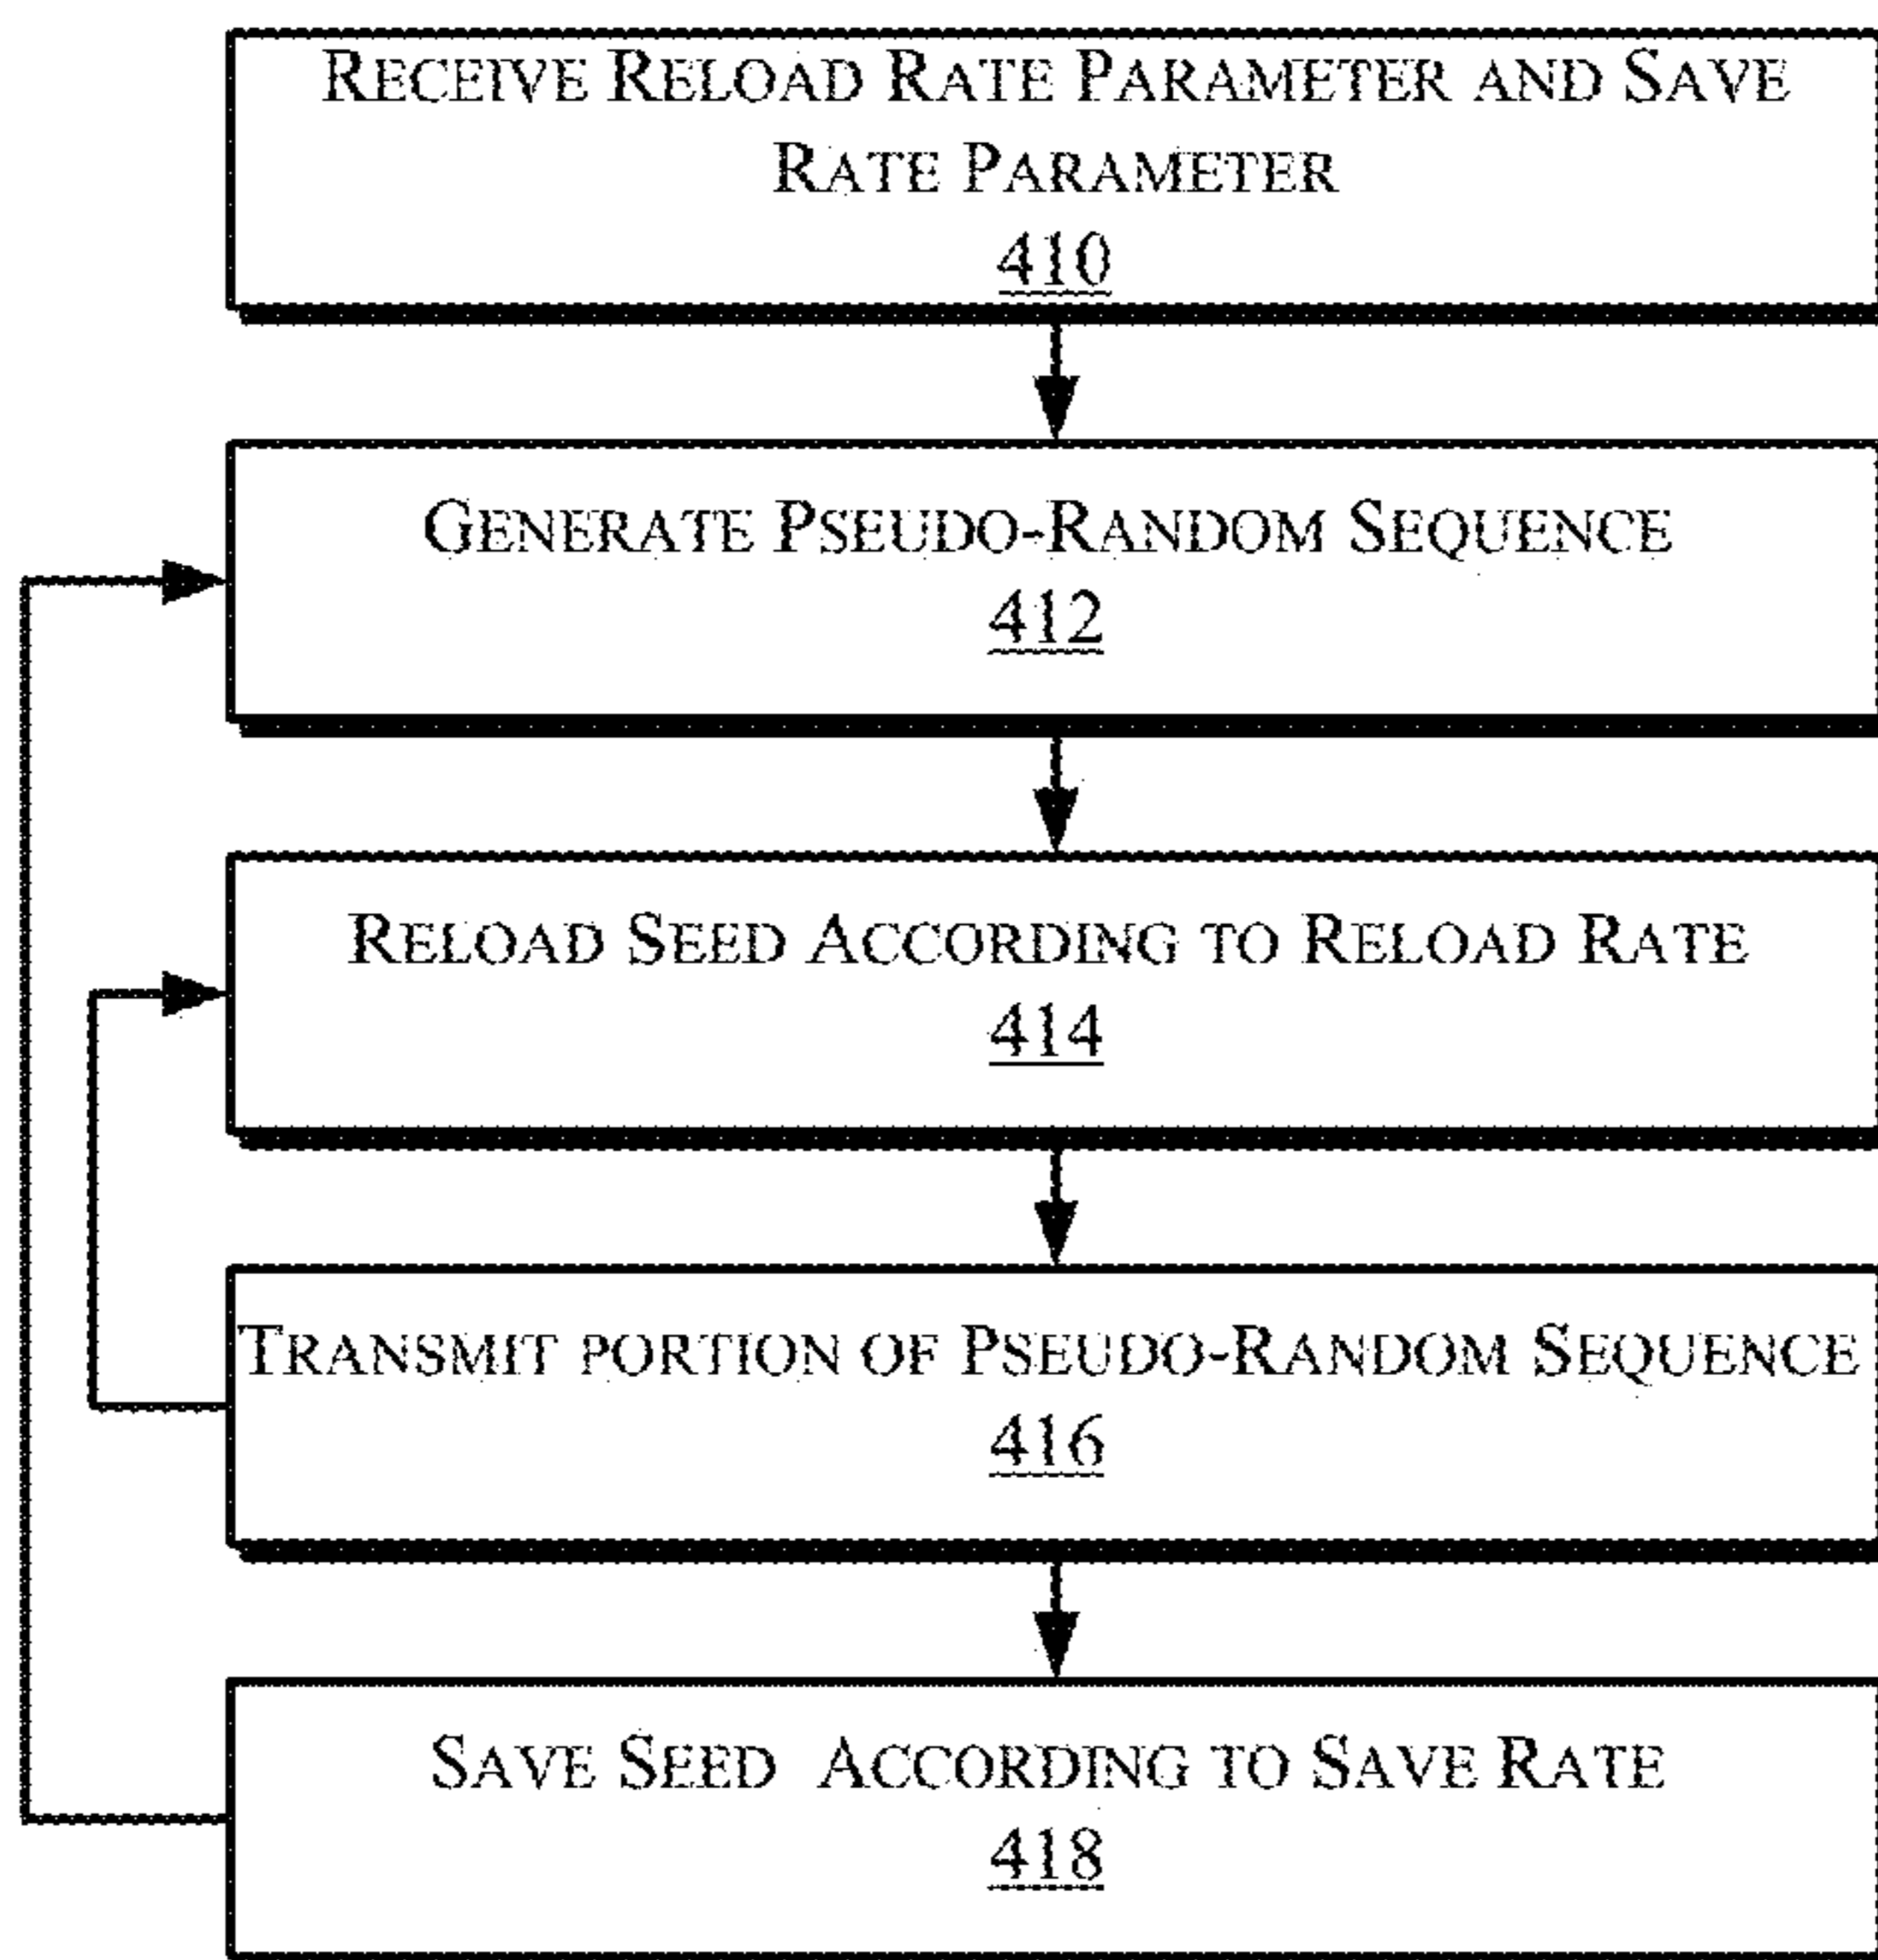 RECEIVE RELOAD RATE PARAMETER AND SAVE
RATE PARAMETER
410
GENERATE PSEUDO-RANDOM SEQUENCE
412
RELOAD SEED ACCORDING TO RELOAD RATE
414
TRANSMIT PORTION OF PSEUDO-RANDOM SEQUENCE
416
SAVE SEED ACCORDING TO SAVE RATE
418